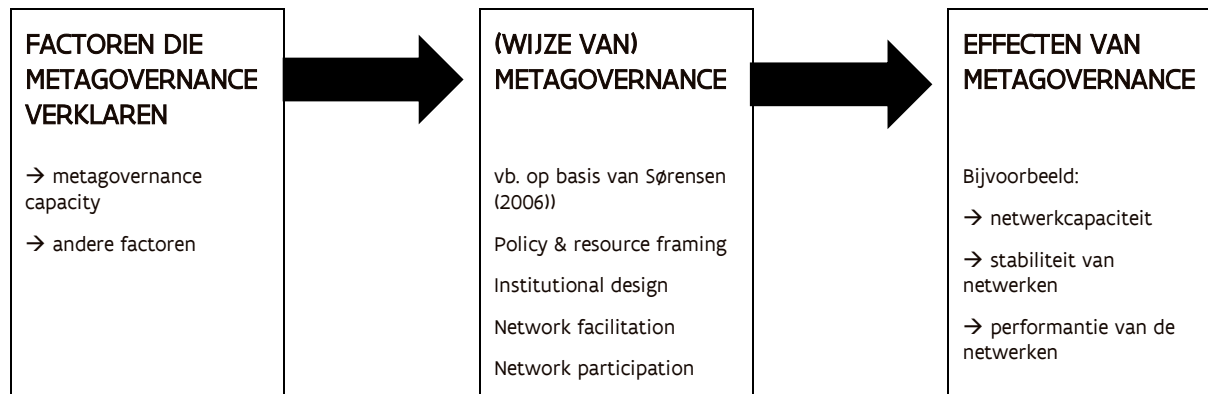 FACTOREN DIE
METAGOVERNANCE
VERKLAREN
→ metagovernance
capacity
→ andere factoren
(WIJZE VAN)
METAGOVERNANCE
vb. op basis van Sørensen
(2006))
Policy & resource framing
Institutional design
Network facilitation
Network participation
EFFECTEN VAN
METAGOVERNANCE
Bijvoorbeeld:
→ netwerkcapaciteit
→ stabiliteit van
netwerken
→ performantie van de
netwerken